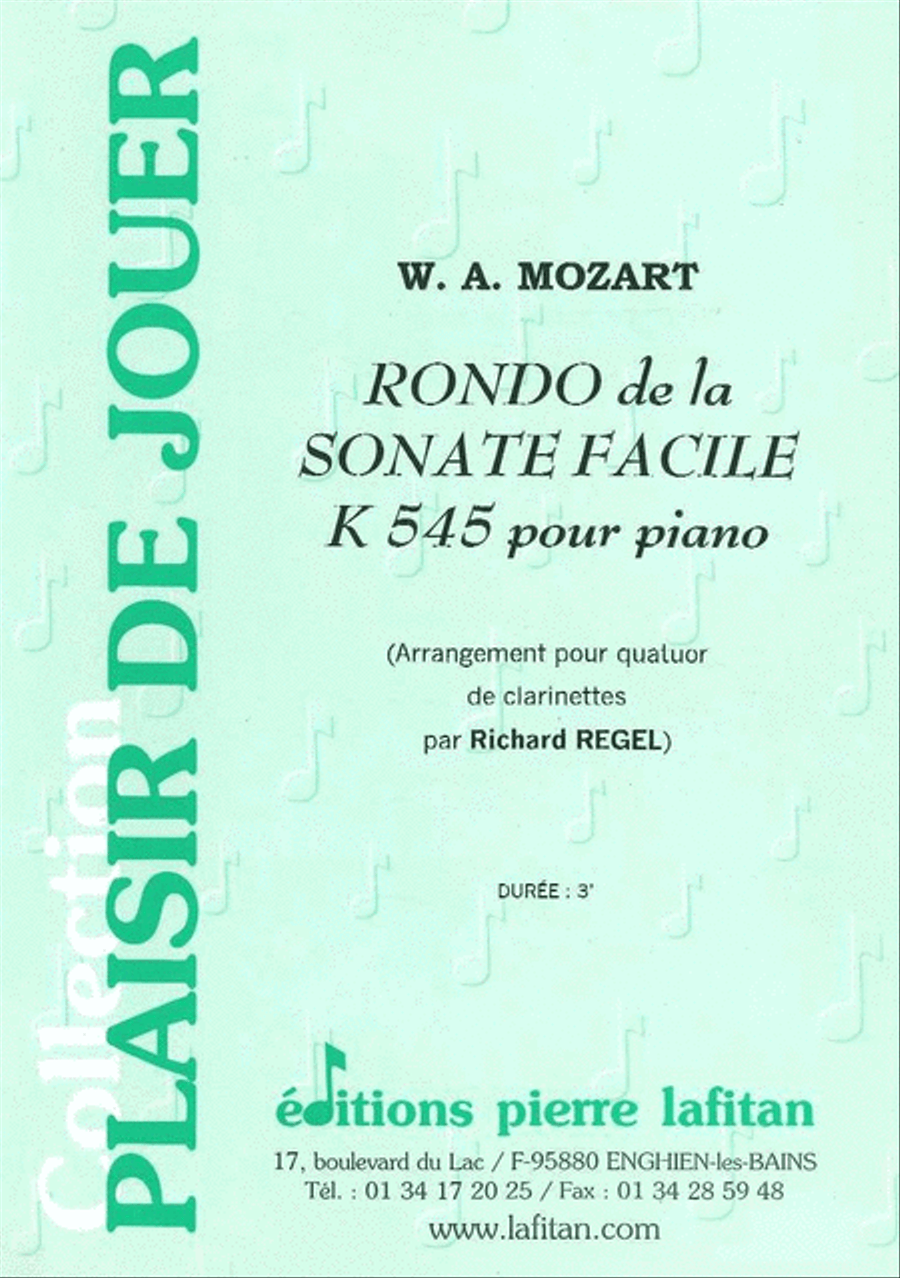 Collection
PLAISIR DE JOUER
W. A. MOZART
RONDO de la
SONATE FACILE
K 545 pour piano
(Arrangement pour quatuor
de clarinettes
par Richard REGEL)
DURÉE : 3'
éditions pierre lafitan
17, boulevard du Lac / F-95880 ENGHIEN-les-BAINS
Tél. : 01 34 17 20 25 / Fax : 01 34 28 59 48
www.lafitan.com